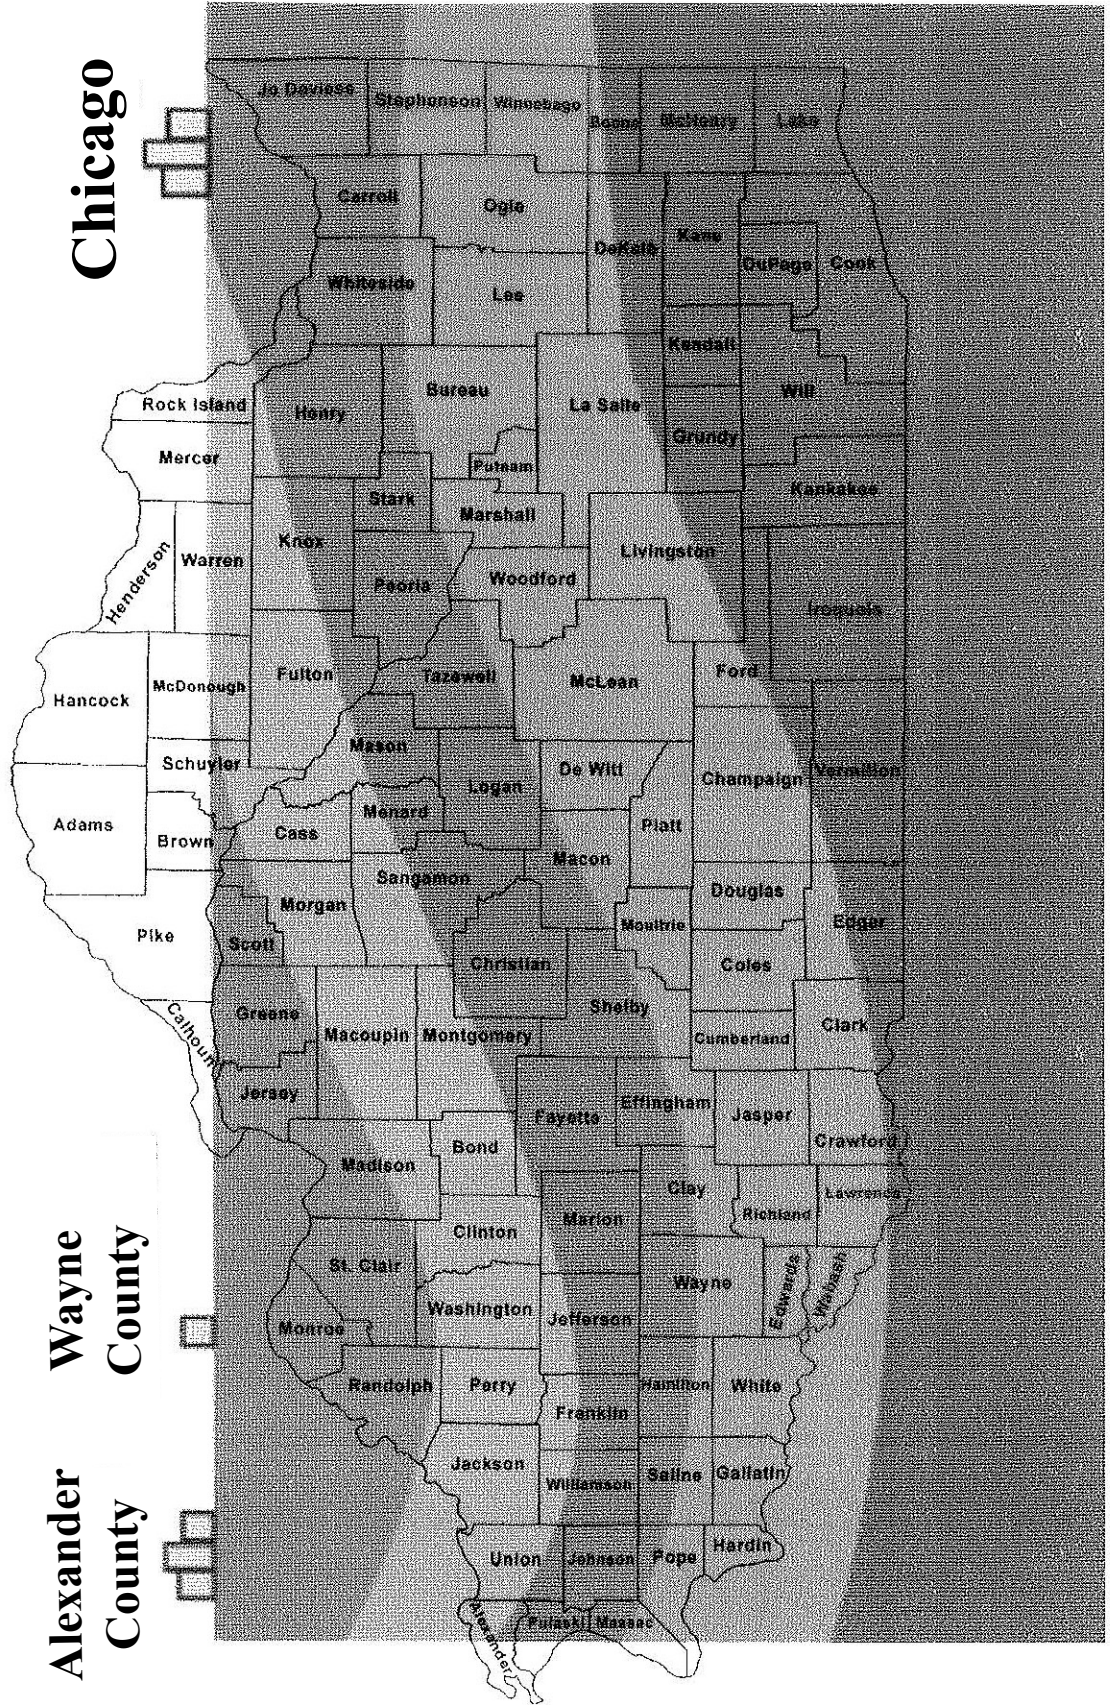 Chicago
Wayne
County
Alexander
County
Jo Daviess
Stephenson
Winnebago
Boone
McHenry
Lake
Carroll
Ogle
DeKalb
Kane
DuPage
Cook
Whiteside
Lee
Kendall
Will
Rock Island
Henry
Bureau
La Salle
Grundy
Mercer
Putnam
Kankakee
Stark
Marshall
Henderson
Warren
Knox
Peoria
Woodford
Livingston
Iroquois
Hancock
McDonough
Fulton
Tazewell
McLean
Ford
Schuyler
Mason
Logan
De Witt
Champaign
Vermilion
Adams
Brown
Cass
Menard
Macon
Piatt
Pike
Scott
Morgan
Sangamon
Christian
Moultrie
Douglas
Edgar
Coles
Calhoun
Greene
Macoupin
Montgomery
Shelby
Cumberland
Clark
Jersey
Fayette
Effingham
Jasper
Crawford
Madison
Bond
Clay
Richland
Lawrence
Clinton
Marion
St. Clair
Washington
Jefferson
Wayne
Edwards
Wabash
Monroe
Randolph
Perry
Franklin
Hamilton
White
Jackson
Williamson
Saline
Gallatin
Union
Johnson
Pope
Hardin
Alexander
Pulaski
Massac